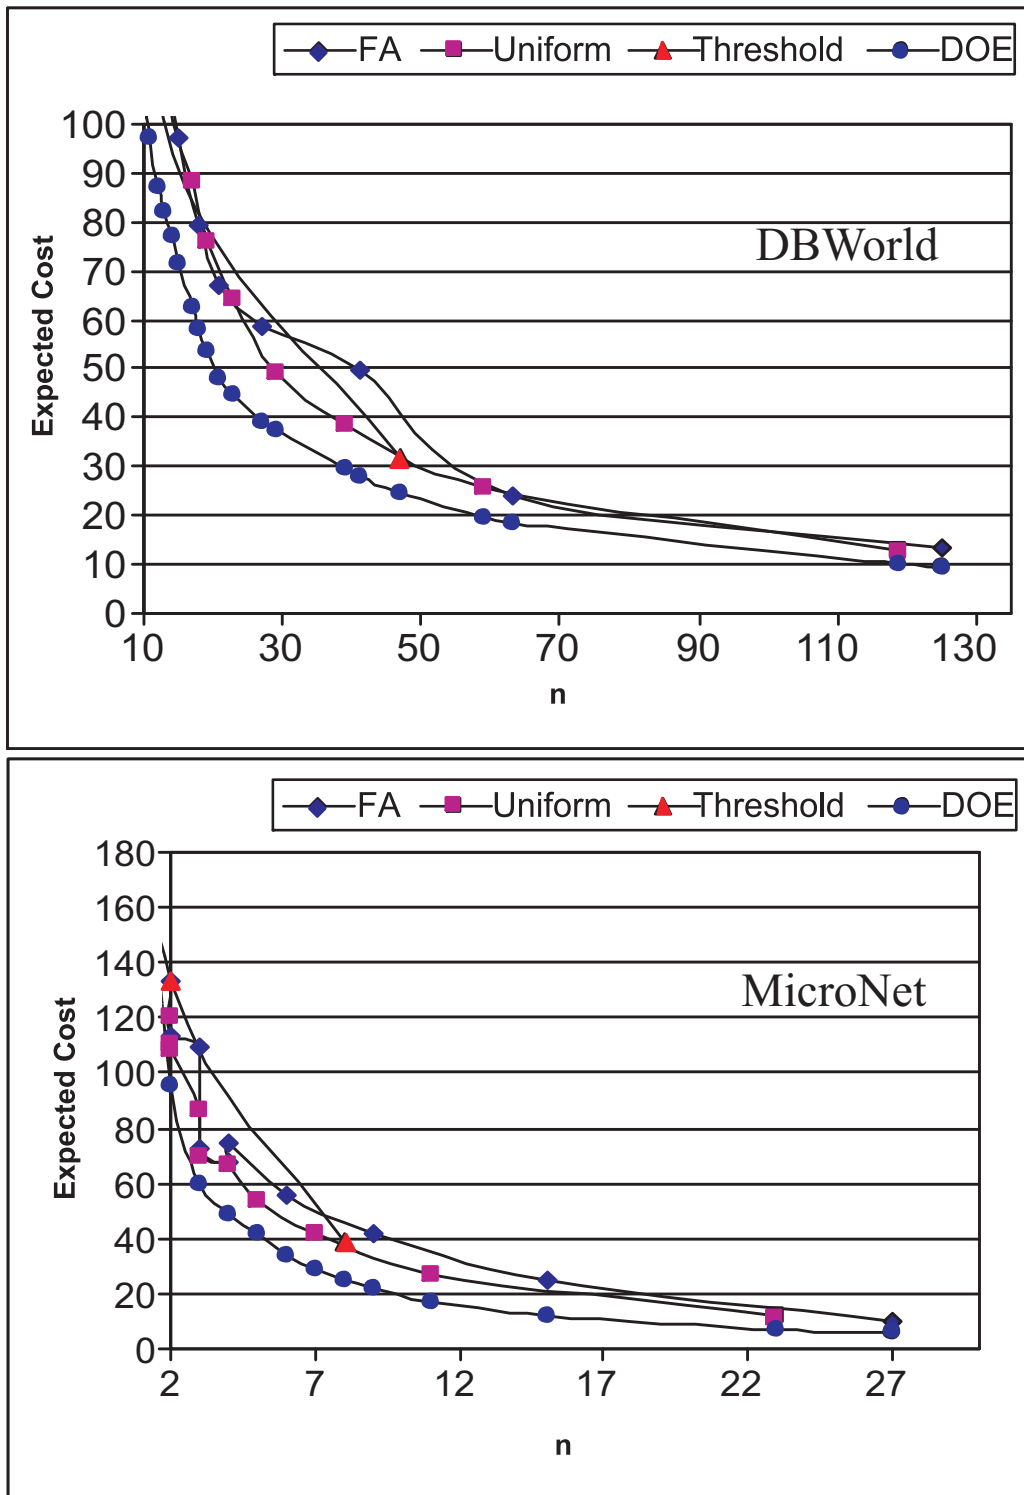 FA Uniform Threshold DOE
100
90
80
70
60
50
40
30
20
10
0
Expected Cost
DBWorld
10 30 50 70 90 110 130
n
FA Uniform Threshold DOE
180
160
140
120
100
80
60
40
20
0
Expected Cost
MicroNet
2 7 12 17 22 27
n